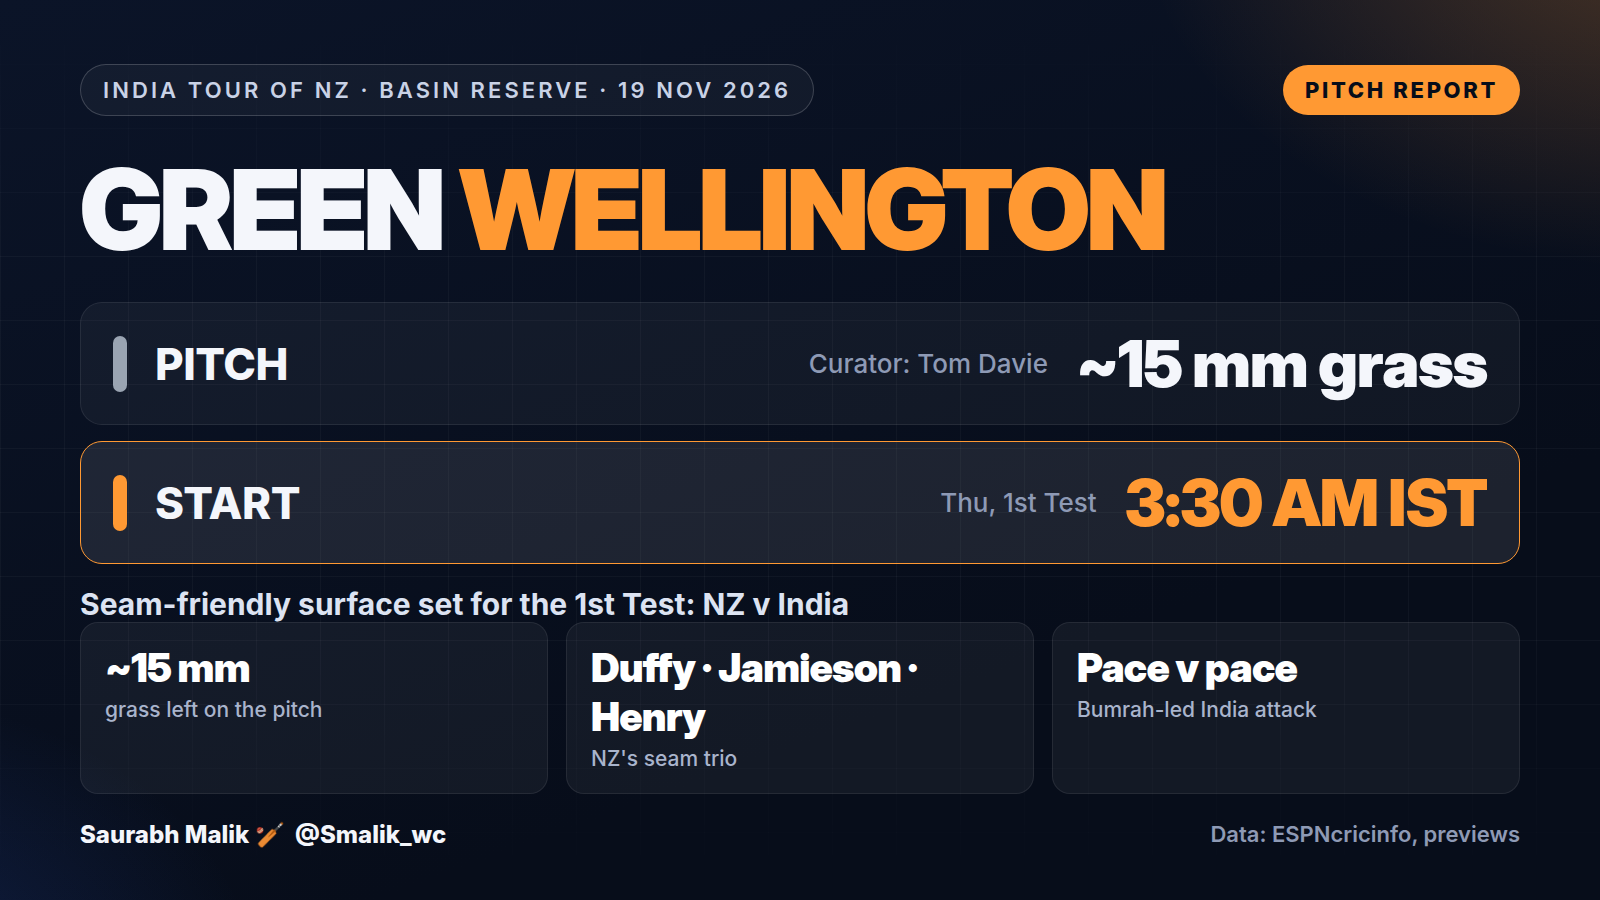 INDIA TOUR OF NZ · BASIN RESERVE · 19 NOV 2026
PITCH REPORT
GREEN WELLINGTON
PITCH
Curator: Tom Davie
~15 mm grass
START
Thu, 1st Test
3:30 AM IST
Seam-friendly surface set for the 1st Test: NZ v India
~15 mm
grass left on the pitch
Duffy · Jamieson ·
Henry
NZ's seam trio
Pace v pace
Bumrah-led India attack
Saurabh Malik 🏏 @Smalik_wc
Data: ESPNcricinfo, previews